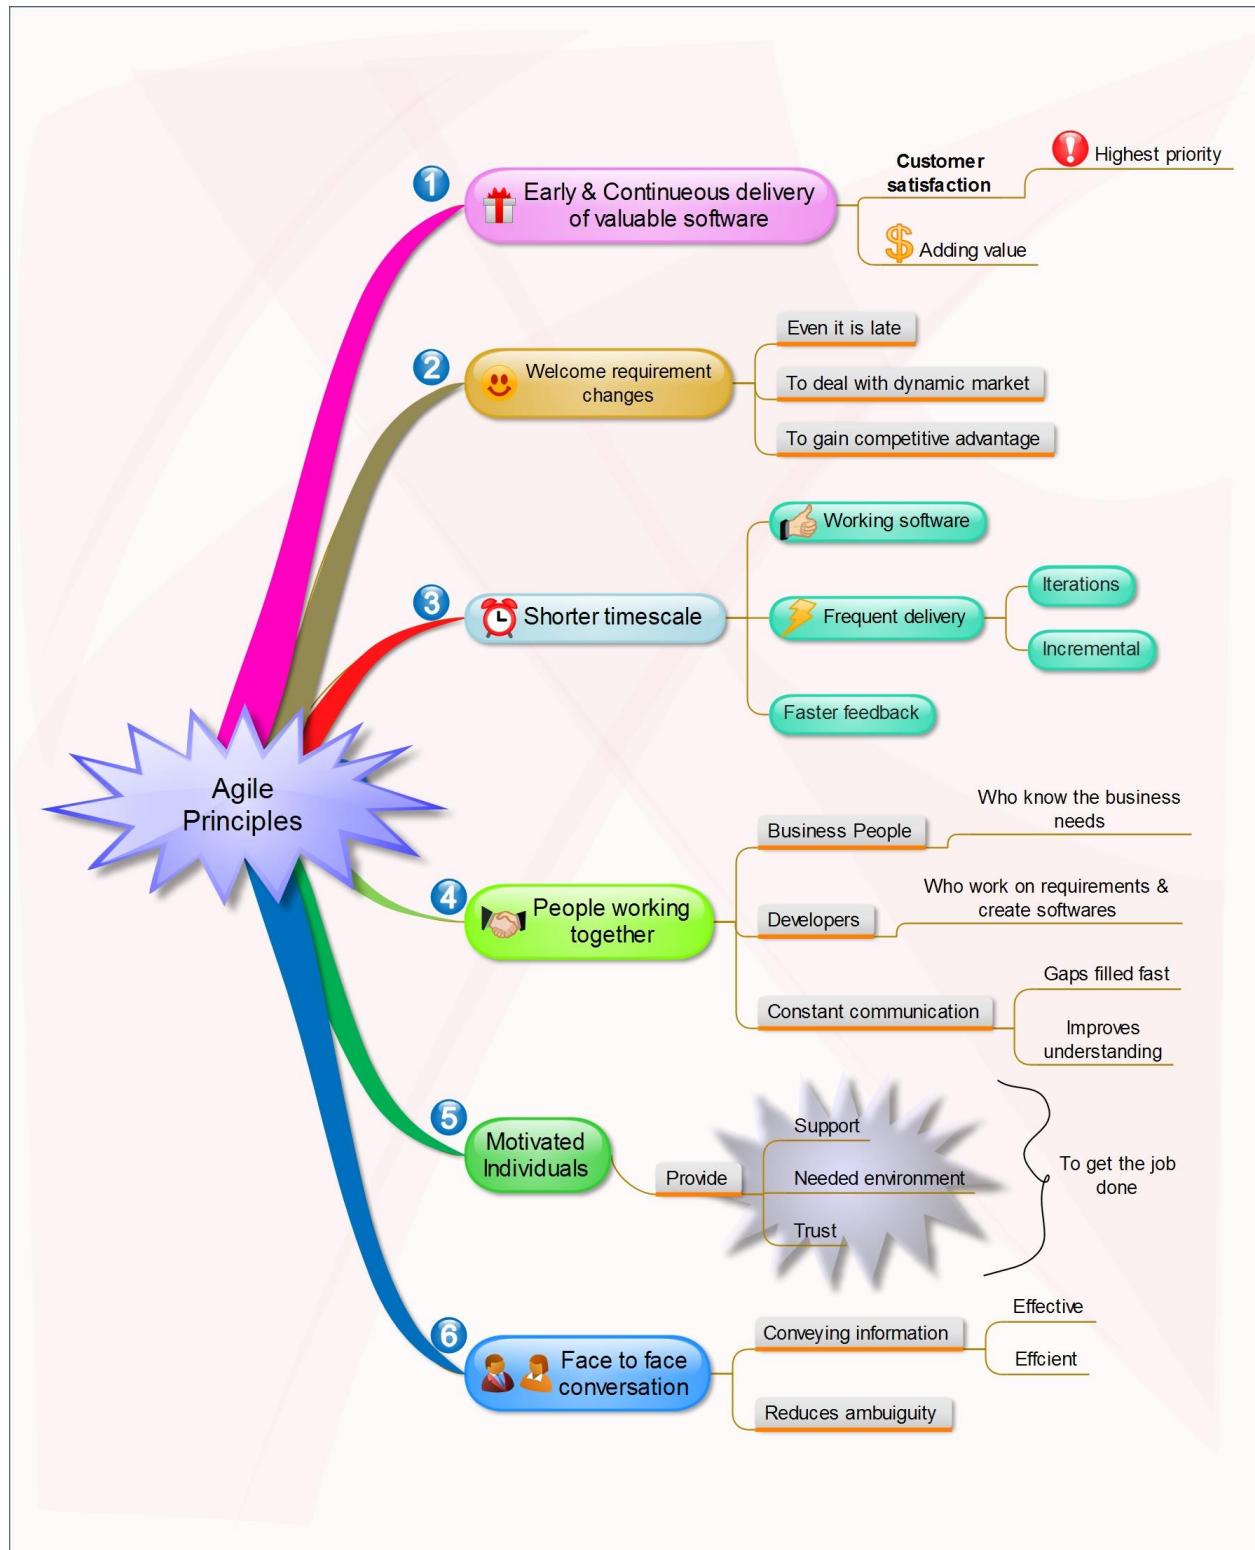 1
Early & Continueous delivery
of valuable software
Customer
satisfaction
Highest priority
$
Adding value
2
Welcome requirement
changes
Even it is late
To deal with dynamic market
To gain competitive advantage
3
Shorter timescale
Working software
Frequent delivery
Iterations
Incremental
Faster feedback
Agile
Principles
4
People working
together
Business People
Who know the business
needs
Developers
Who work on requirements &
create softwares
Constant communication
Gaps filled fast
Improves
understanding
5
Motivated
Individuals
Provide
Support
Needed environment
Trust
To get the job
done
6
Face to face
conversation
Conveying information
Effective
Effcient
Reduces ambuiguity